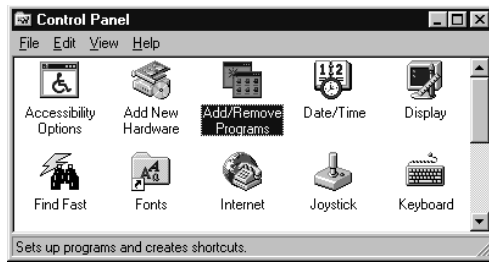 Control Panel
File Edit View Help
Accessibility Options
Add New Hardware
Add/Remove Programs
Date/Time
Display
Find Fast
Fonts
Internet
Joystick
Keyboard
Sets up programs and creates shortcuts.